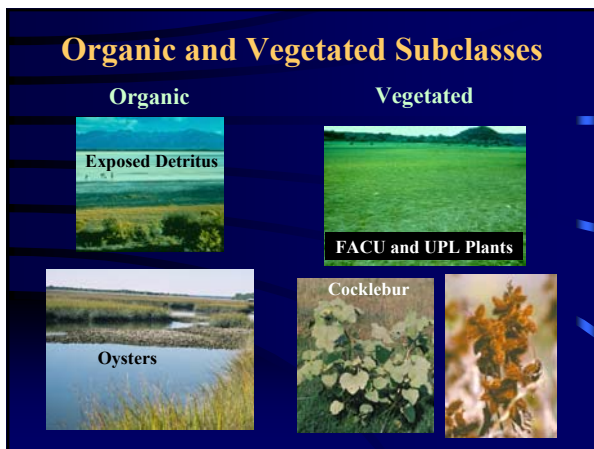 Organic and Vegetated Subclasses
Organic
Vegetated
Exposed Detritus
FACU and UPL Plants
Oysters
Cocklebur